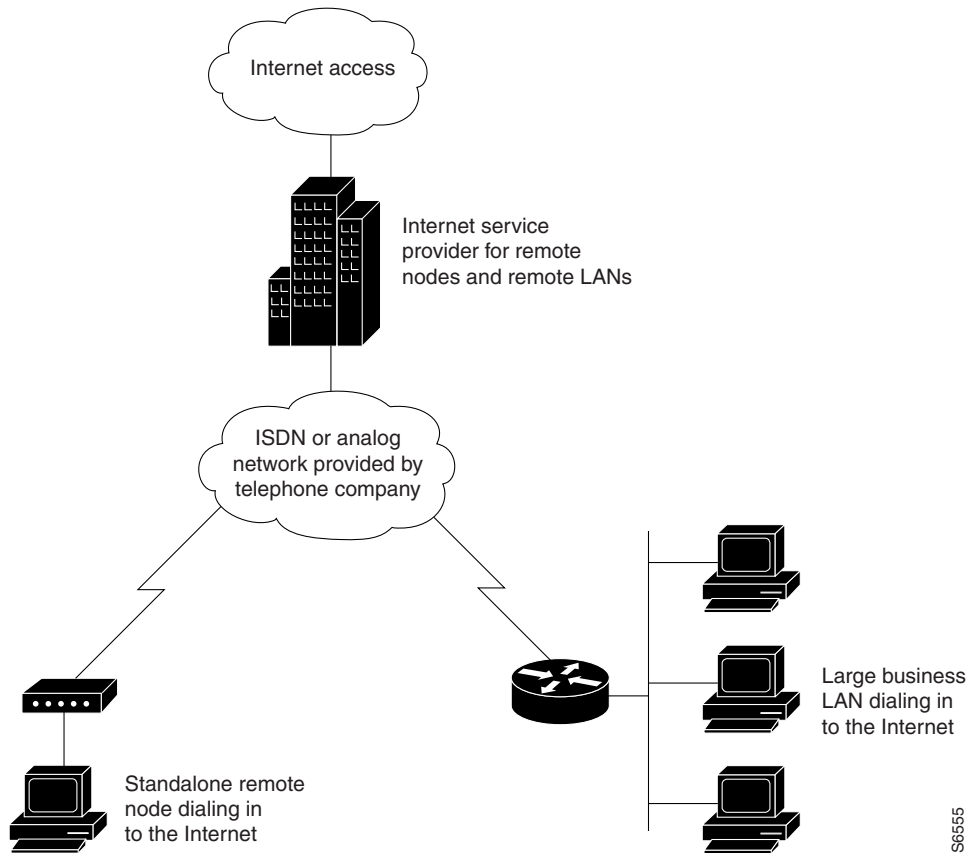 Internet access
Internet service
provider for remote
nodes and remote LANs
ISDN or analog
network provided by
telephone company
Large business
LAN dialing in
to the Internet
Standalone remote
node dialing in
to the Internet
S6555